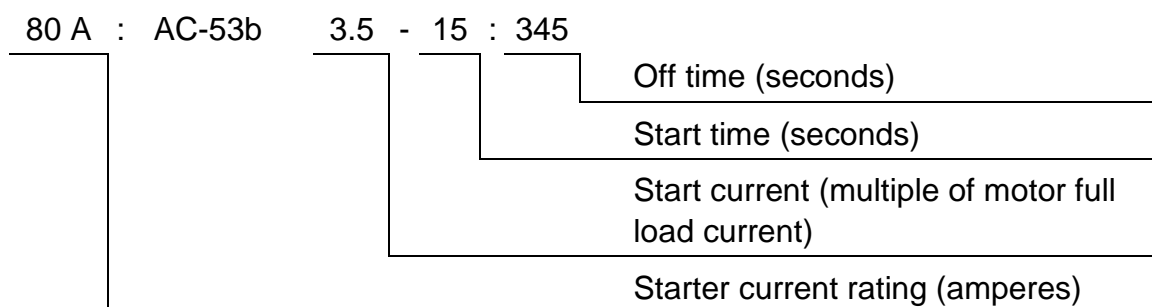 80 A : AC-53b 3.5 - 15 : 345
Off time (seconds)
Start time (seconds)
Start current (multiple of motor full
load current)
Starter current rating (amperes)